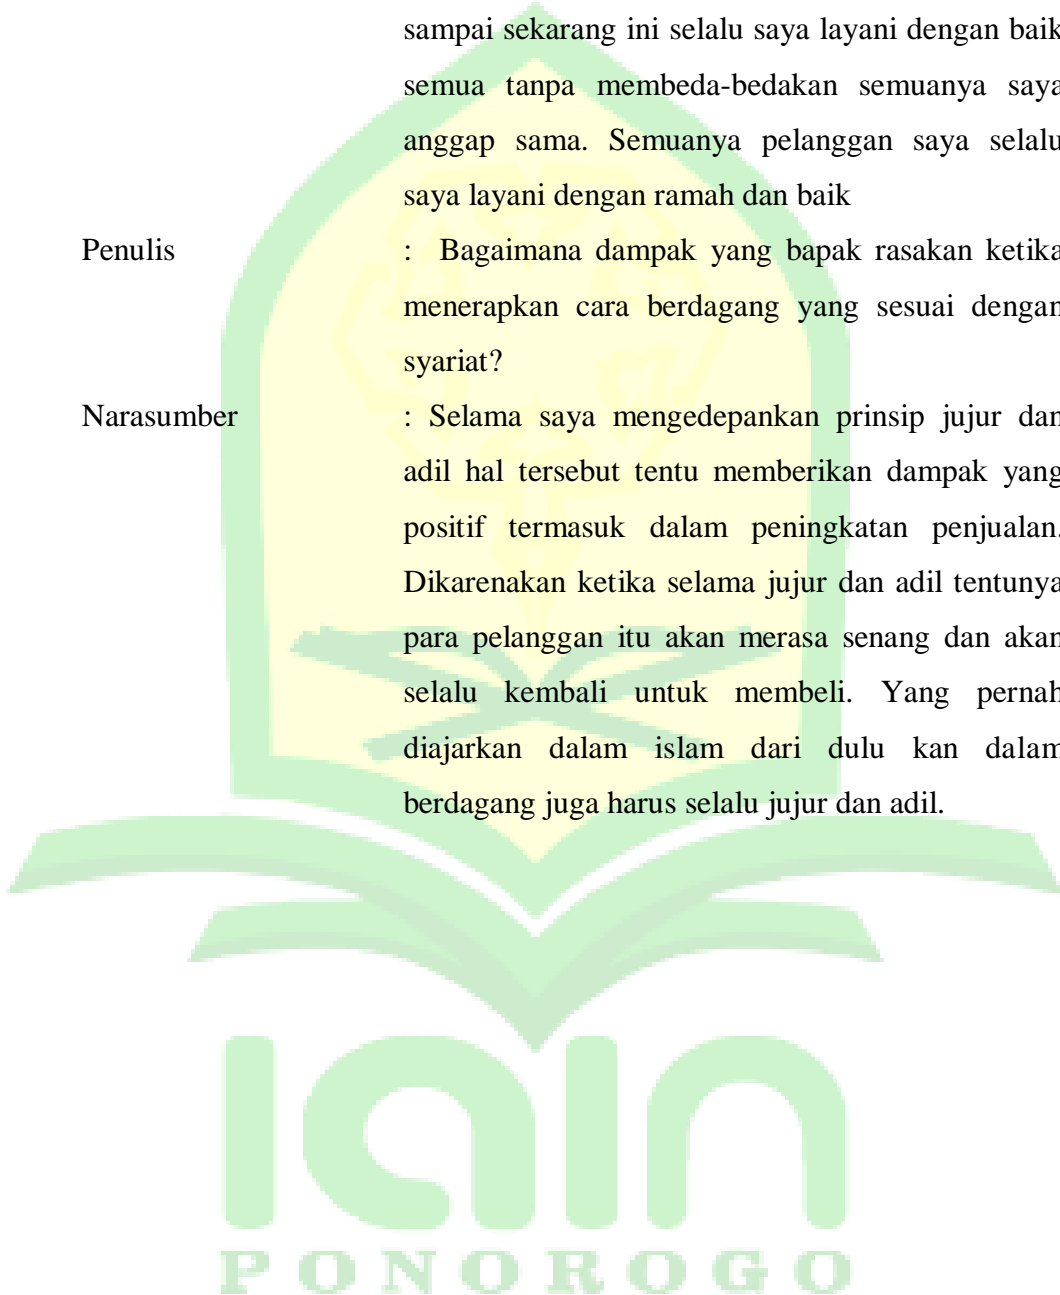 sampai sekarang ini selalu saya layani dengan baik
semua tanpa membeda-bedakan semuanya saya
anggap sama. Semuanya pelanggan saya selalu
saya layani dengan ramah dan baik
Penulis : Bagaimana dampak yang bapak rasakan ketika
menerapkan cara berdagang yang sesuai dengan
syariat?
Narasumber : Selama saya mengedepankan prinsip jujur dan
adil hal tersebut tentu memberikan dampak yang
positif termasuk dalam peningkatan penjualan.
Dikarenakan ketika selama jujur dan adil tentunya
para pelanggan itu akan merasa senang dan akan
selalu kembali untuk membeli. Yang pernah
diajarkan dalam islam dari dulu kan dalam
berdagang juga harus selalu jujur dan adil.
iain
PONOROGO